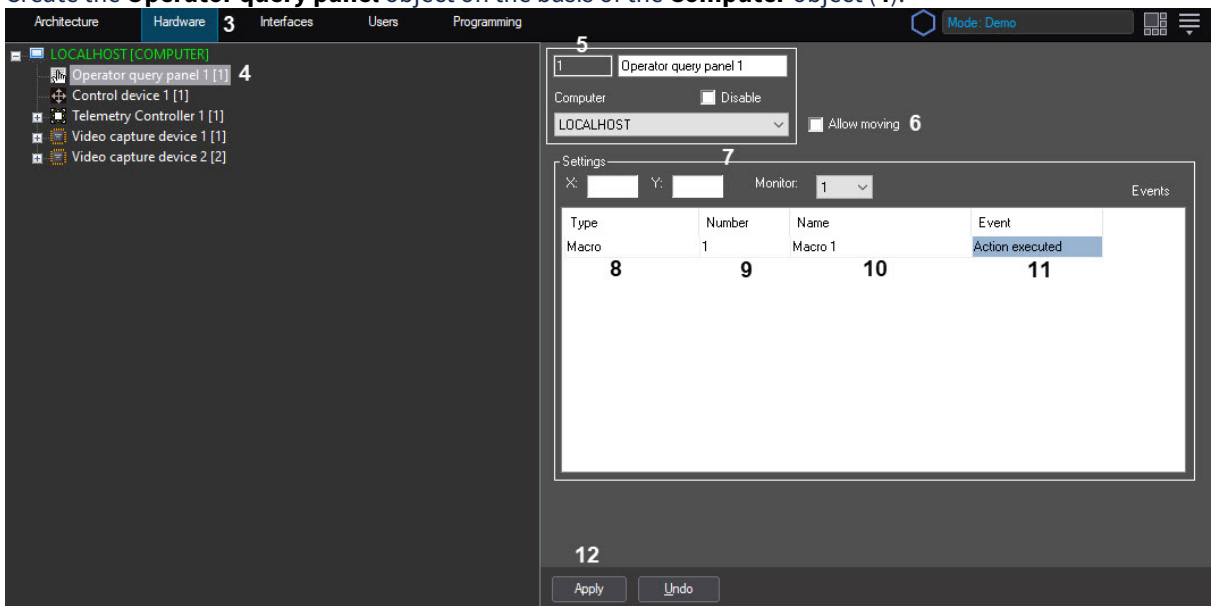 Create the Operator query panel object on the basis of the Computer object (4).
Architecture Hardware 3 Interfaces Users Programming Mode: Demo
LOCALHOST [COMPUTER]
Operator query panel 1 [1] 4
Control device 1 [1]
Telemetry Controller 1 [1]
Video capture device 1 [1]
Video capture device 2 [2]
5
1 Operator query panel 1
Computer Disable
LOCALHOST Allow moving 6
Settings 7
X: Y: Monitor: 1 Events
Type Number Name Event
Macro 1 Macro 1 Action executed
8 9 10 11
12
Apply Undo